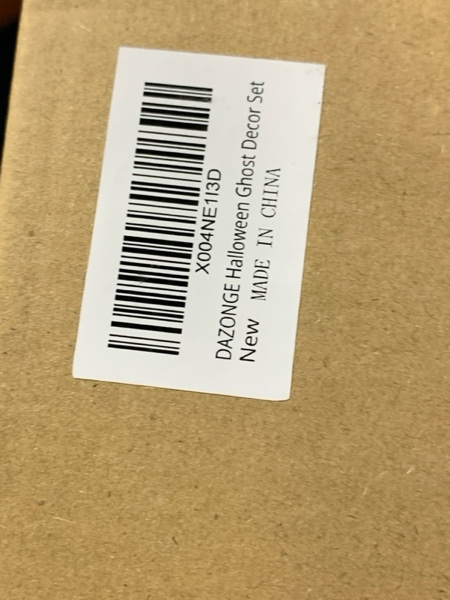 X004NE1I3D
DAZONGE Halloween Ghost Decor Set
New MADE IN CHINA